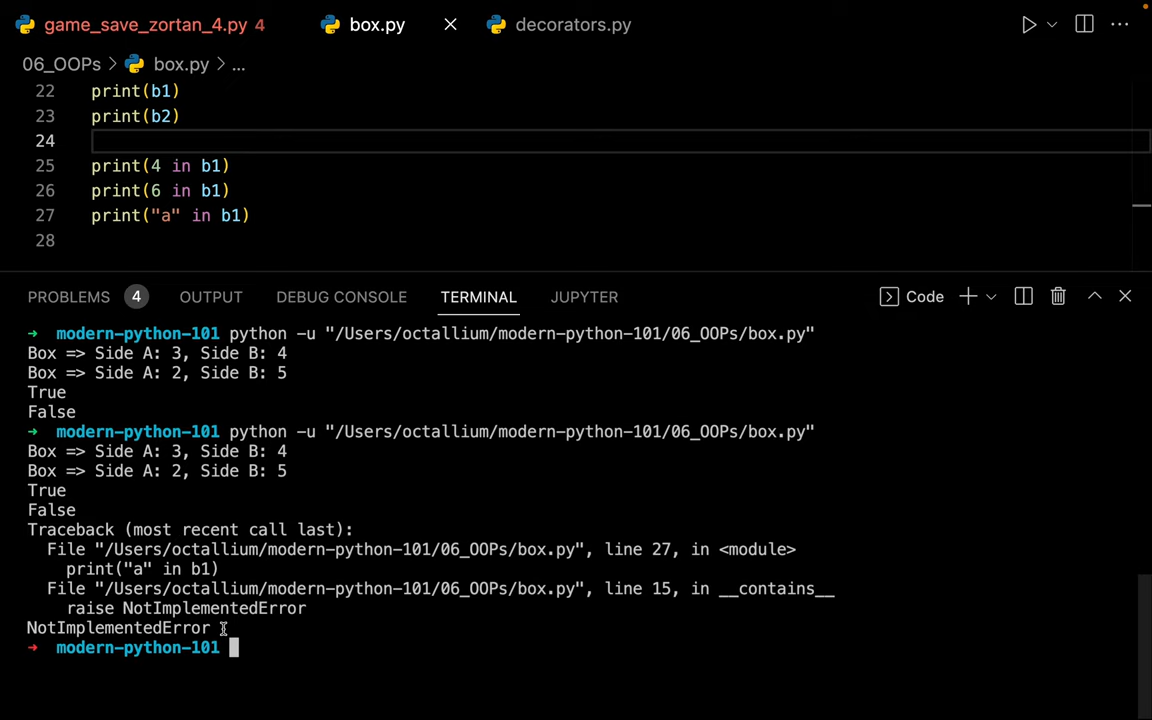 game_save_zortan_4.py 4 box.py decorators.py
06_OOPs > box.py > ...
22 print(b1)
23 print(b2)
24
25 print(4 in b1)
26 print(6 in b1)
27 print("a" in b1)
28
PROBLEMS 4 OUTPUT DEBUG CONSOLE TERMINAL JUPYTER Code
→ modern-python-101 python -u "/Users/octallium/modern-python-101/06_OOPs/box.py"
Box => Side A: 3, Side B: 4
Box => Side A: 2, Side B: 5
True
False
→ modern-python-101 python -u "/Users/octallium/modern-python-101/06_OOPs/box.py"
Box => Side A: 3, Side B: 4
Box => Side A: 2, Side B: 5
True
False
Traceback (most recent call last):
File "/Users/octallium/modern-python-101/06_OOPs/box.py", line 27, in <module>
print("a" in b1)
File "/Users/octallium/modern-python-101/06_OOPs/box.py", line 15, in __contains__
raise NotImplementedError
NotImplementedError
→ modern-python-101